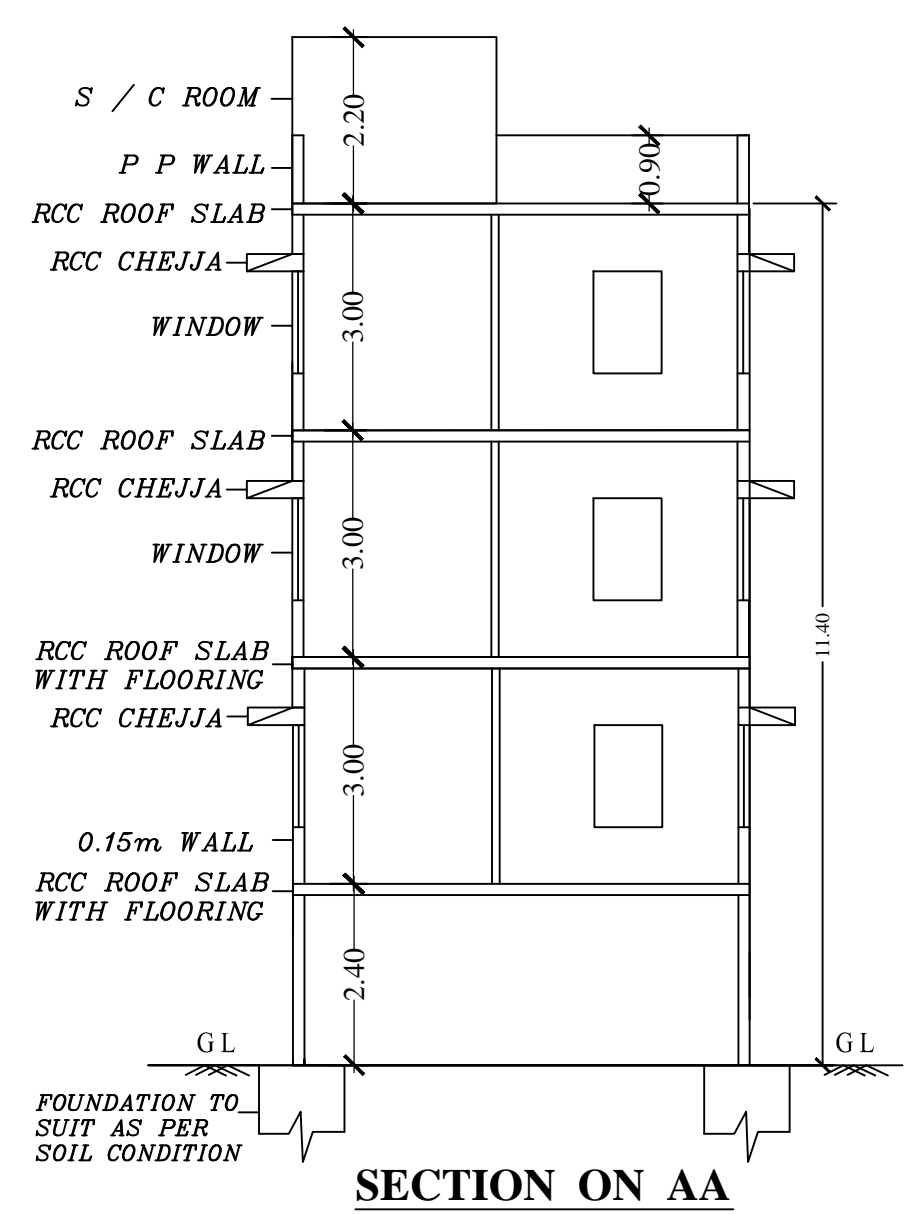 S / C ROOM
2.20
P P WALL
0.90
RCC ROOF SLAB
RCC CHEJJA
3.00
WINDOW
RCC ROOF SLAB
RCC CHEJJA
3.00
WINDOW
11.40
RCC ROOF SLAB
WITH FLOORING
RCC CHEJJA
3.00
0.15m WALL
RCC ROOF SLAB
WITH FLOORING
2.40
GL
GL
FOUNDATION TO
SUIT AS PER
SOIL CONDITION
SECTION ON AA